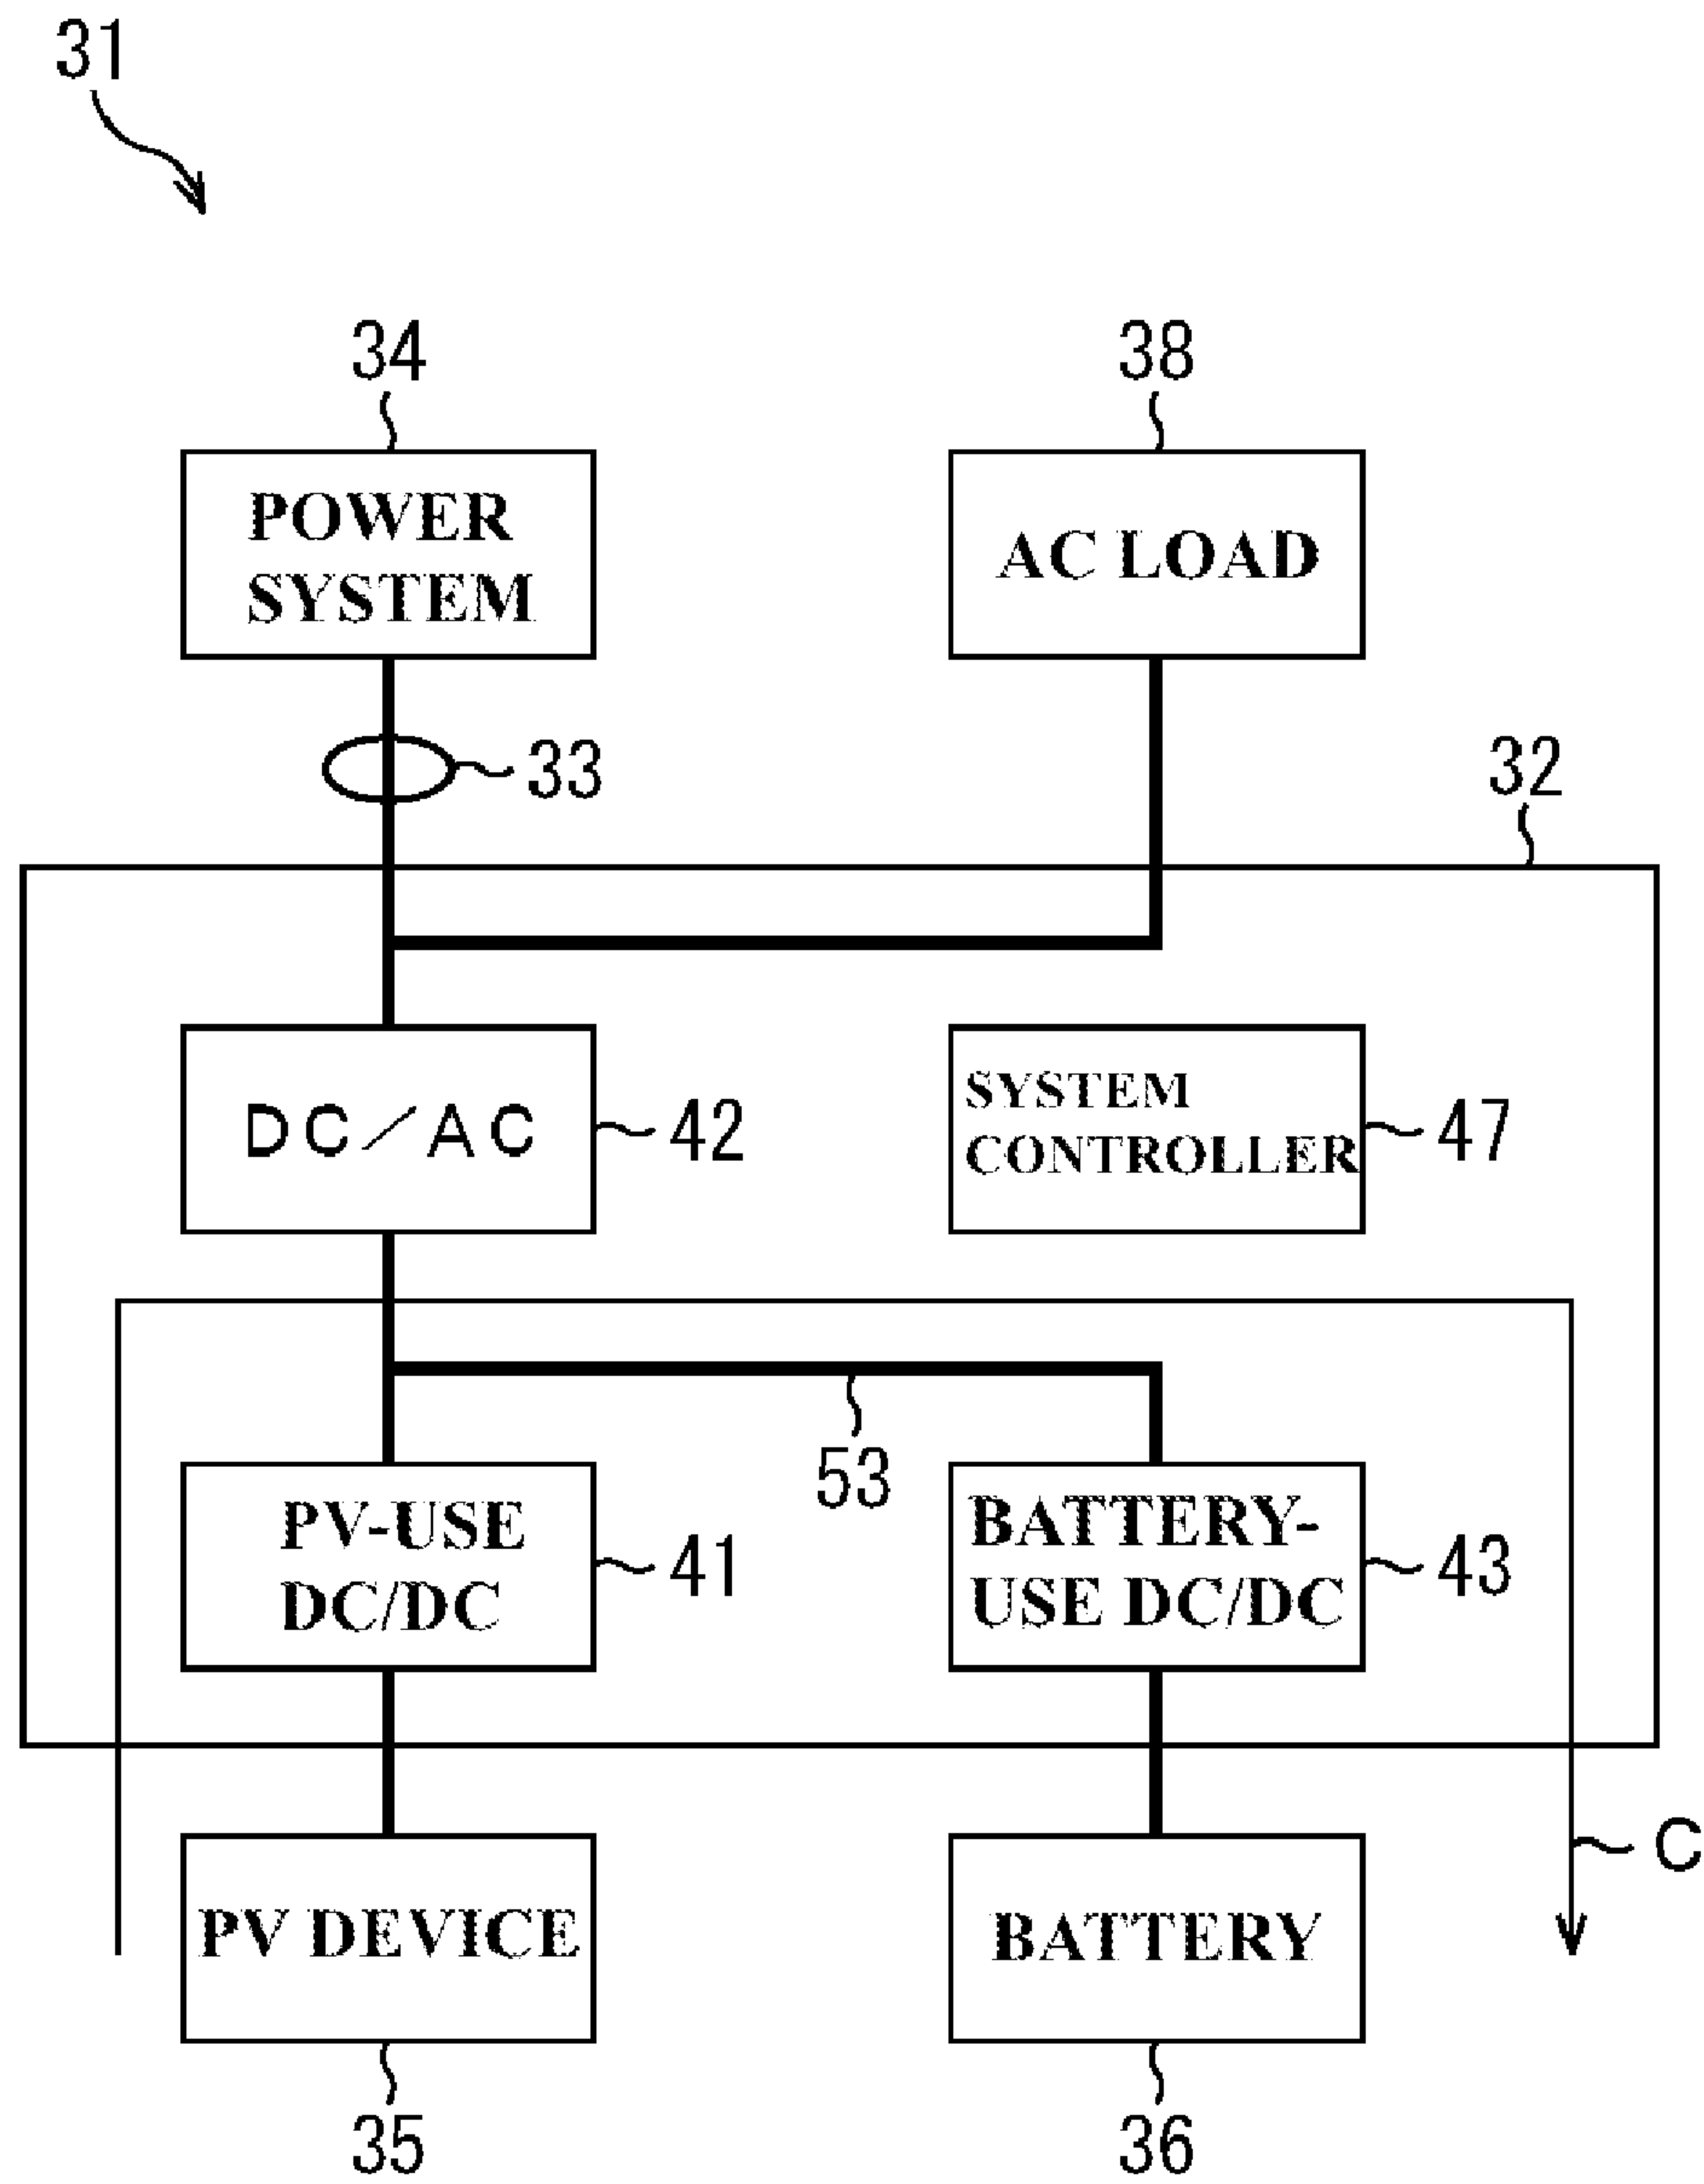 31
34
38
POWER
SYSTEM
AC LOAD
33
32
DC/AC
42
SYSTEM
CONTROLLER
47
53
PV-USE
DC/DC
41
BATTERY-
USE DC/DC
43
C
PV DEVICE
BATTERY
35
36